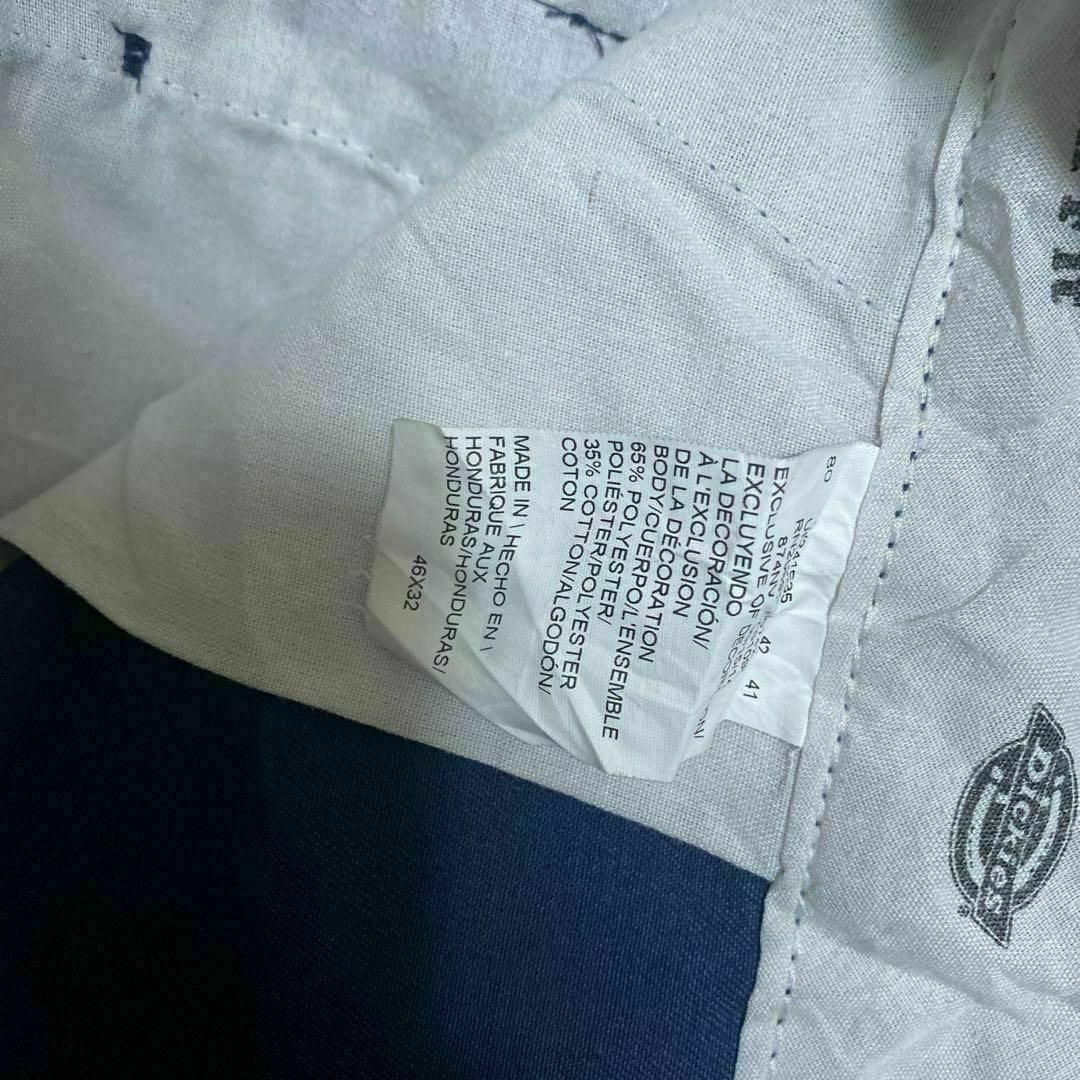 80
874NV
EXCLUSIVE OF
EXCLUYENDO
LA DECORACIÓN/
À L'EXCLUSION
DE LA DÉCORATION
BODY/CUERPO/L'ENSEMBLE
65% POLYESTER/
POLIÉSTER/POLYESTER
35% COTTON/ALGODÓN/
COTON
MADE IN \ HECHO EN \
FABRIQUE AUX
HONDURAS/HONDURAS/
HONDURAS
46X32
41
Dickies